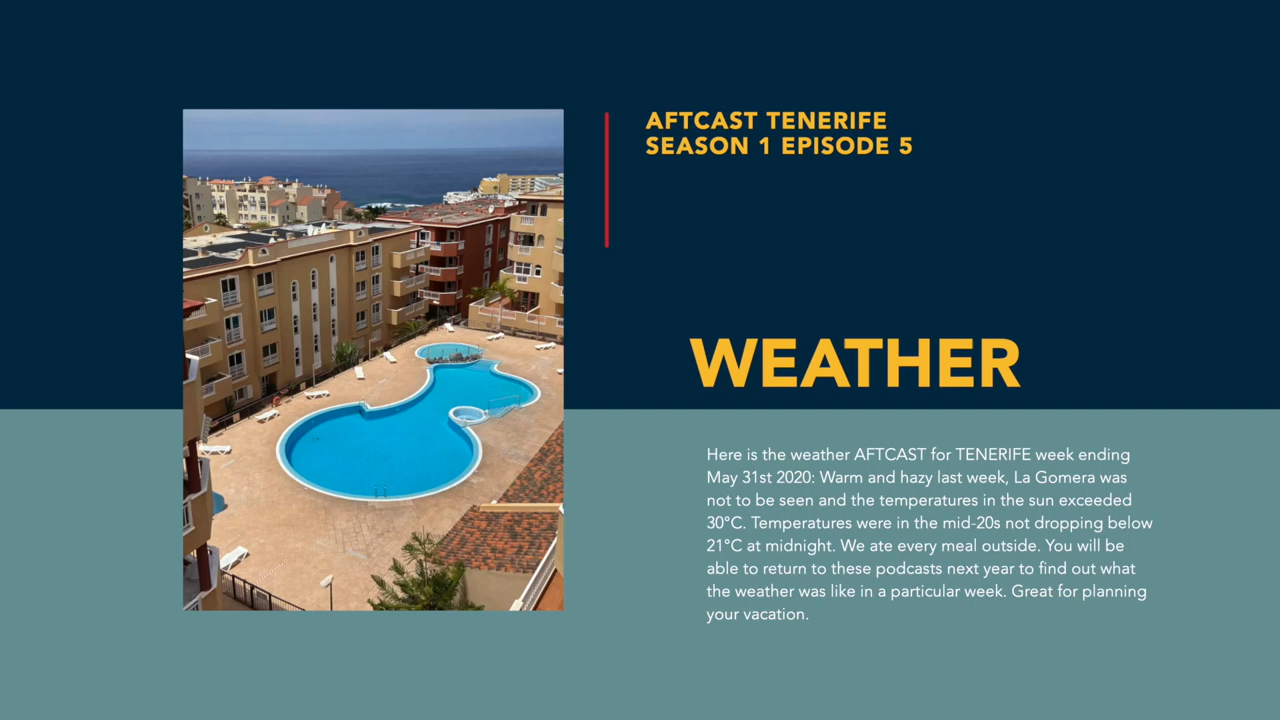 AFTCAST TENERIFE
SEASON 1 EPISODE 5
WEATHER
Here is the weather AFTCAST for TENERIFE week ending
May 31st 2020: Warm and hazy last week, La Gomera was
not to be seen and the temperatures in the sun exceeded
30°C. Temperatures were in the mid-20s not dropping below
21°C at midnight. We ate every meal outside. You will be
able to return to these podcasts next year to find out what
the weather was like in a particular week. Great for planning
your vacation.